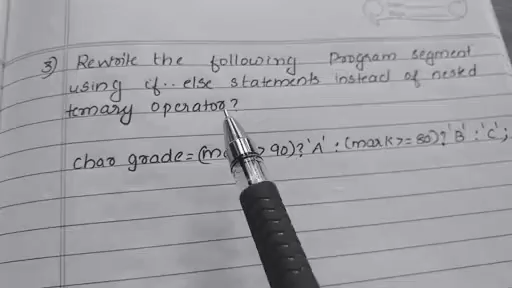 3) Rewrite the following Program segment
using if.. else statements instead of nested
ternary operator?
char grade = (m > 90)? 'A' : (mark >= 80)? 'B' : 'C';